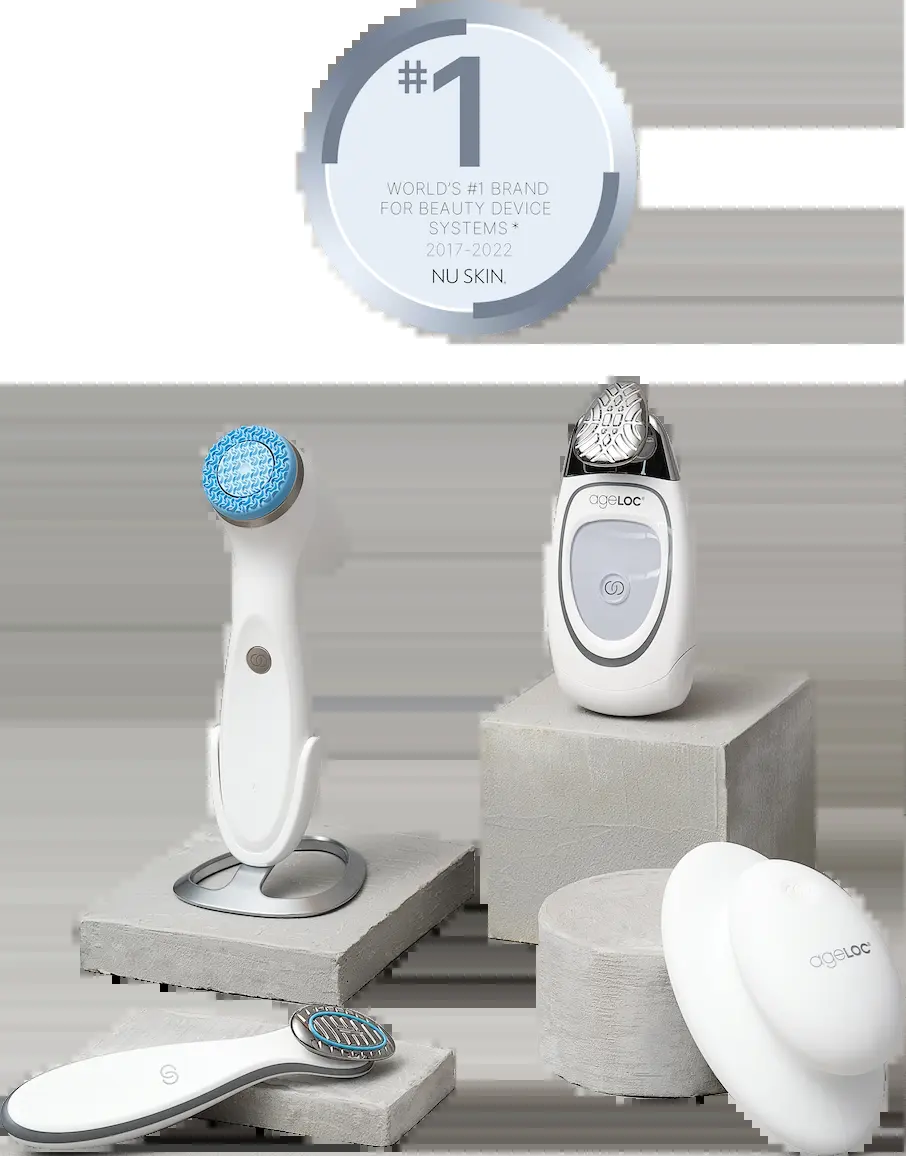 #1
WORLD'S #1 BRAND
FOR BEAUTY DEVICE
SYSTEMS*
2017-2022
NU SKIN.
ageLOC®
ageLOC®